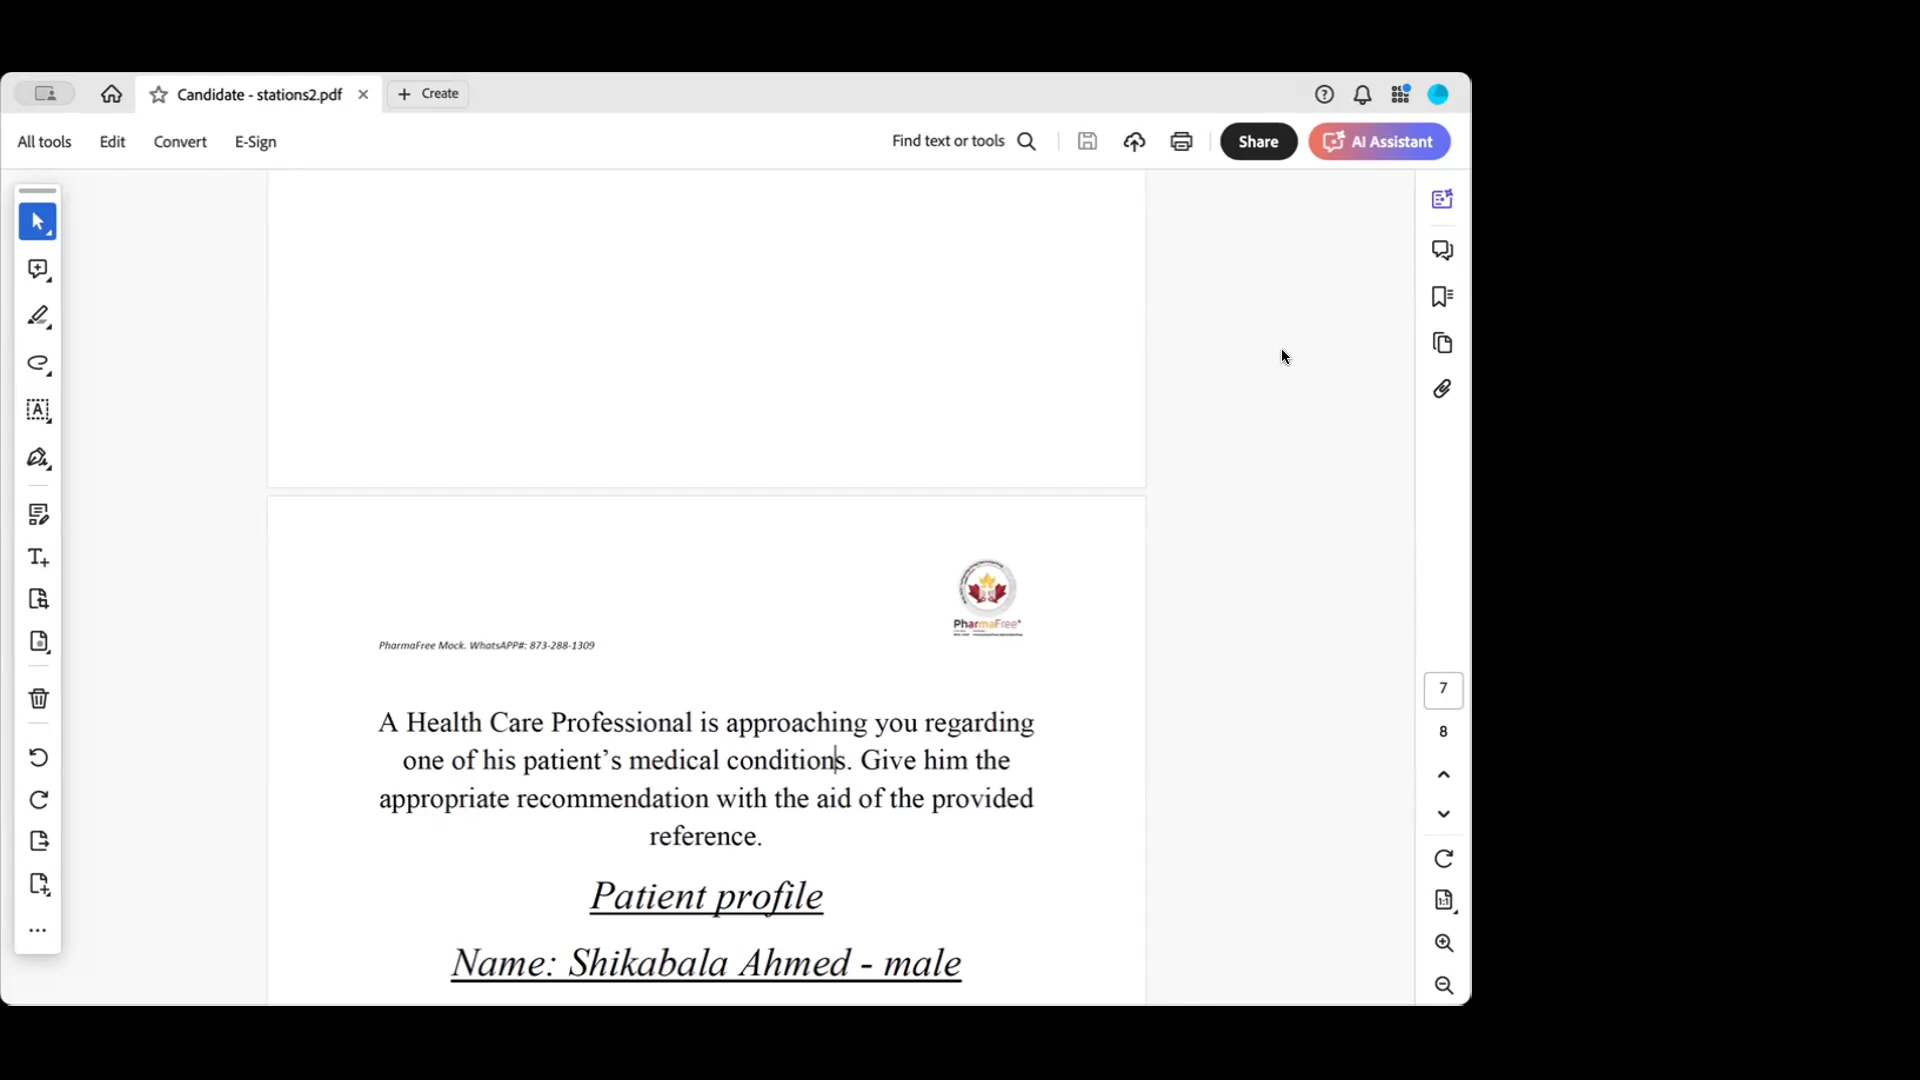 Candidate - stations2.pdf
Create
All tools
Edit
Convert
E-Sign
Find text or tools
Share
AI Assistant
PharmaFree
PharmaFree Mock. WhatsAPP#: 873-288-1309
A Health Care Professional is approaching you regarding
one of his patient’s medical conditions. Give him the
appropriate recommendation with the aid of the provided
reference.
Patient profile
Name: Shikabala Ahmed - male
7
8